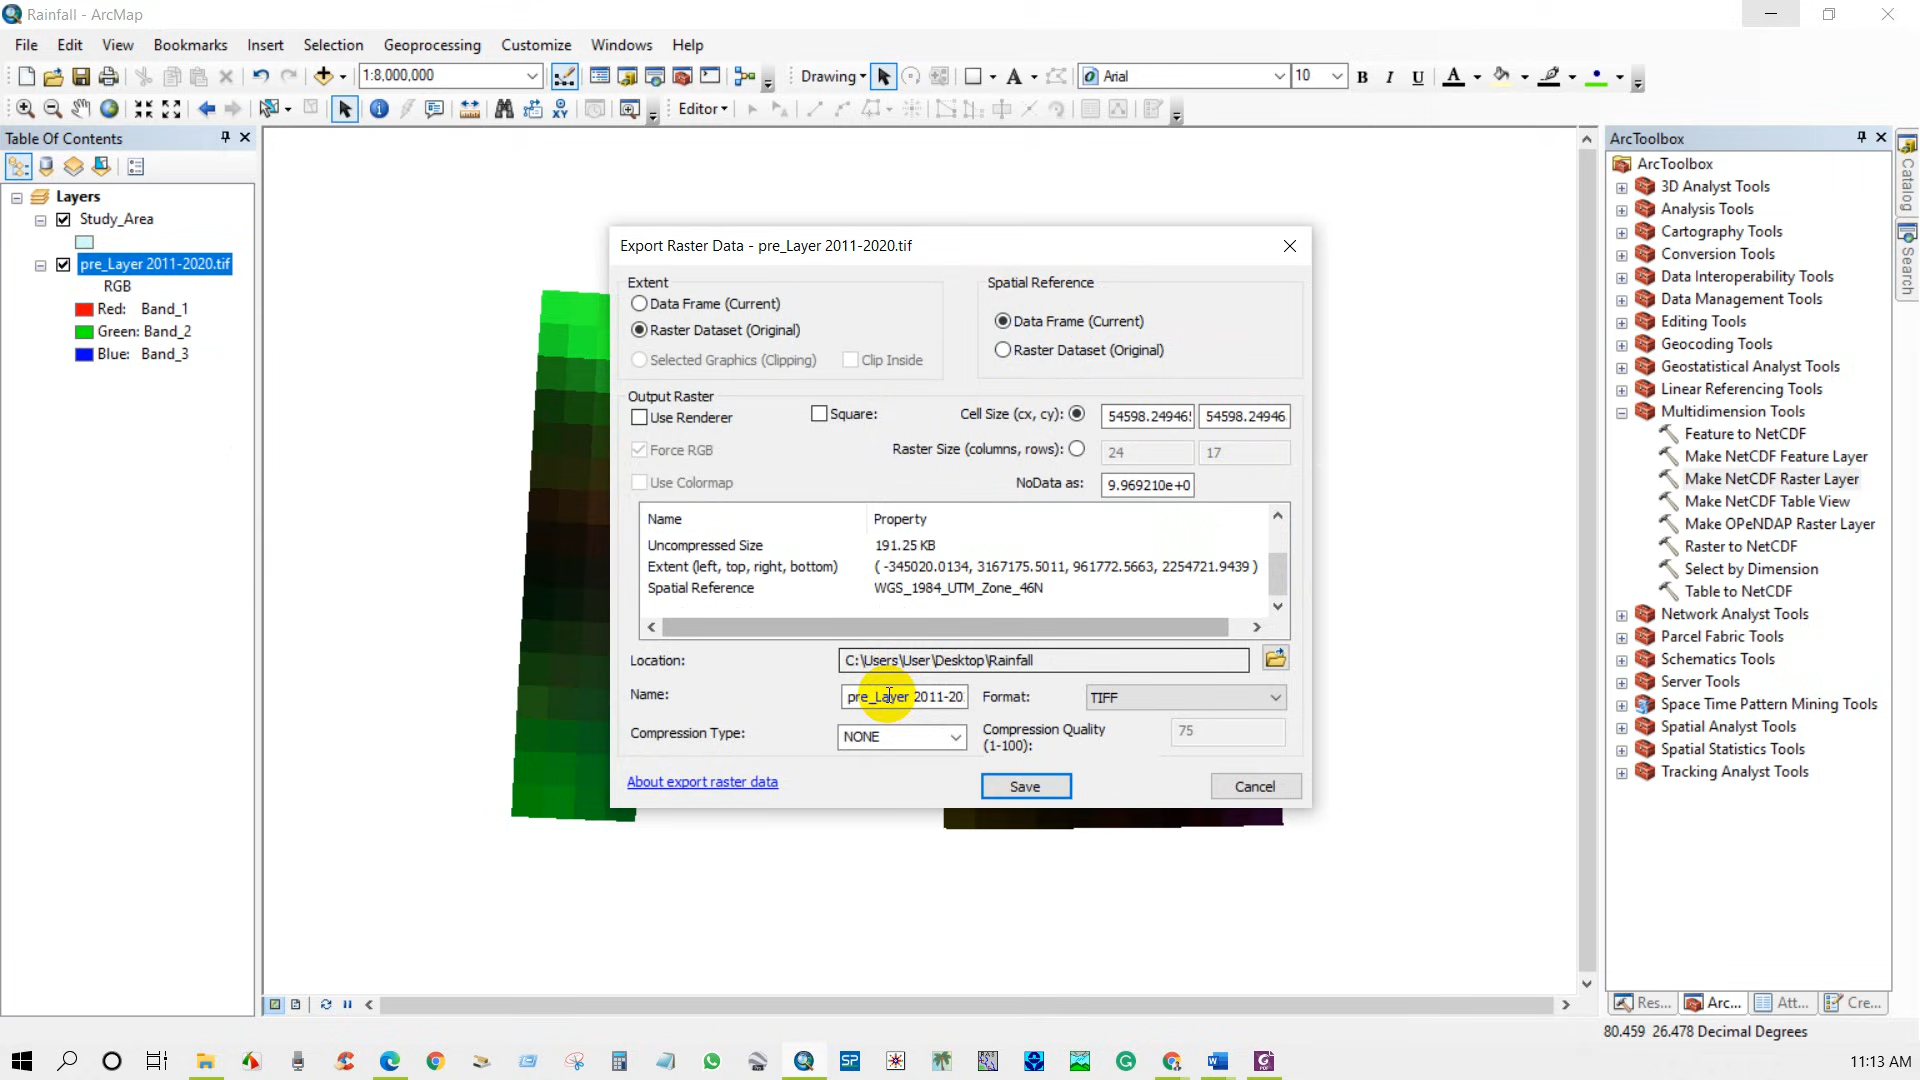 Rainfall - ArcMap
File Edit View Bookmarks Insert Selection Geoprocessing Customize Windows Help
1:8,000,000 Drawing Arial 10 B I U A
Editor
Table Of Contents
Layers
Study_Area
pre_Layer 2011-2020.tif
RGB
Red: Band_1
Green: Band_2
Blue: Band_3
Export Raster Data - pre_Layer 2011-2020.tif
Extent
Data Frame (Current)
Raster Dataset (Original)
Selected Graphics (Clipping) Clip Inside
Spatial Reference
Data Frame (Current)
Raster Dataset (Original)
Output Raster
Use Renderer Square: Cell Size (cx, cy): 54598.24946 54598.24946
Force RGB Raster Size (columns, rows): 24 17
Use Colormap NoData as: 9.969210e+0
Name Property
Uncompressed Size 191.25 KB
Extent (left, top, right, bottom) ( -345020.0134, 3167175.5011, 961772.5663, 2254721.9439 )
Spatial Reference WGS_1984_UTM_Zone_46N
Location: C:\Users\User\Desktop\Rainfall
Name: pre_Layer 2011-20 Format: TIFF
Compression Type: NONE Compression Quality (1-100): 75
About export raster data Save Cancel
ArcToolbox
ArcToolbox
3D Analyst Tools
Analysis Tools
Cartography Tools
Conversion Tools
Data Interoperability Tools
Data Management Tools
Editing Tools
Geocoding Tools
Geostatistical Analyst Tools
Linear Referencing Tools
Multidimension Tools
Feature to NetCDF
Make NetCDF Feature Layer
Make NetCDF Raster Layer
Make NetCDF Table View
Make OPeNDAP Raster Layer
Raster to NetCDF
Select by Dimension
Table to NetCDF
Network Analyst Tools
Parcel Fabric Tools
Schematics Tools
Server Tools
Space Time Pattern Mining Tools
Spatial Analyst Tools
Spatial Statistics Tools
Tracking Analyst Tools
Catalog
Search
Res... Arc... Att... Cre...
80.459 26.478 Decimal Degrees
11:13 AM